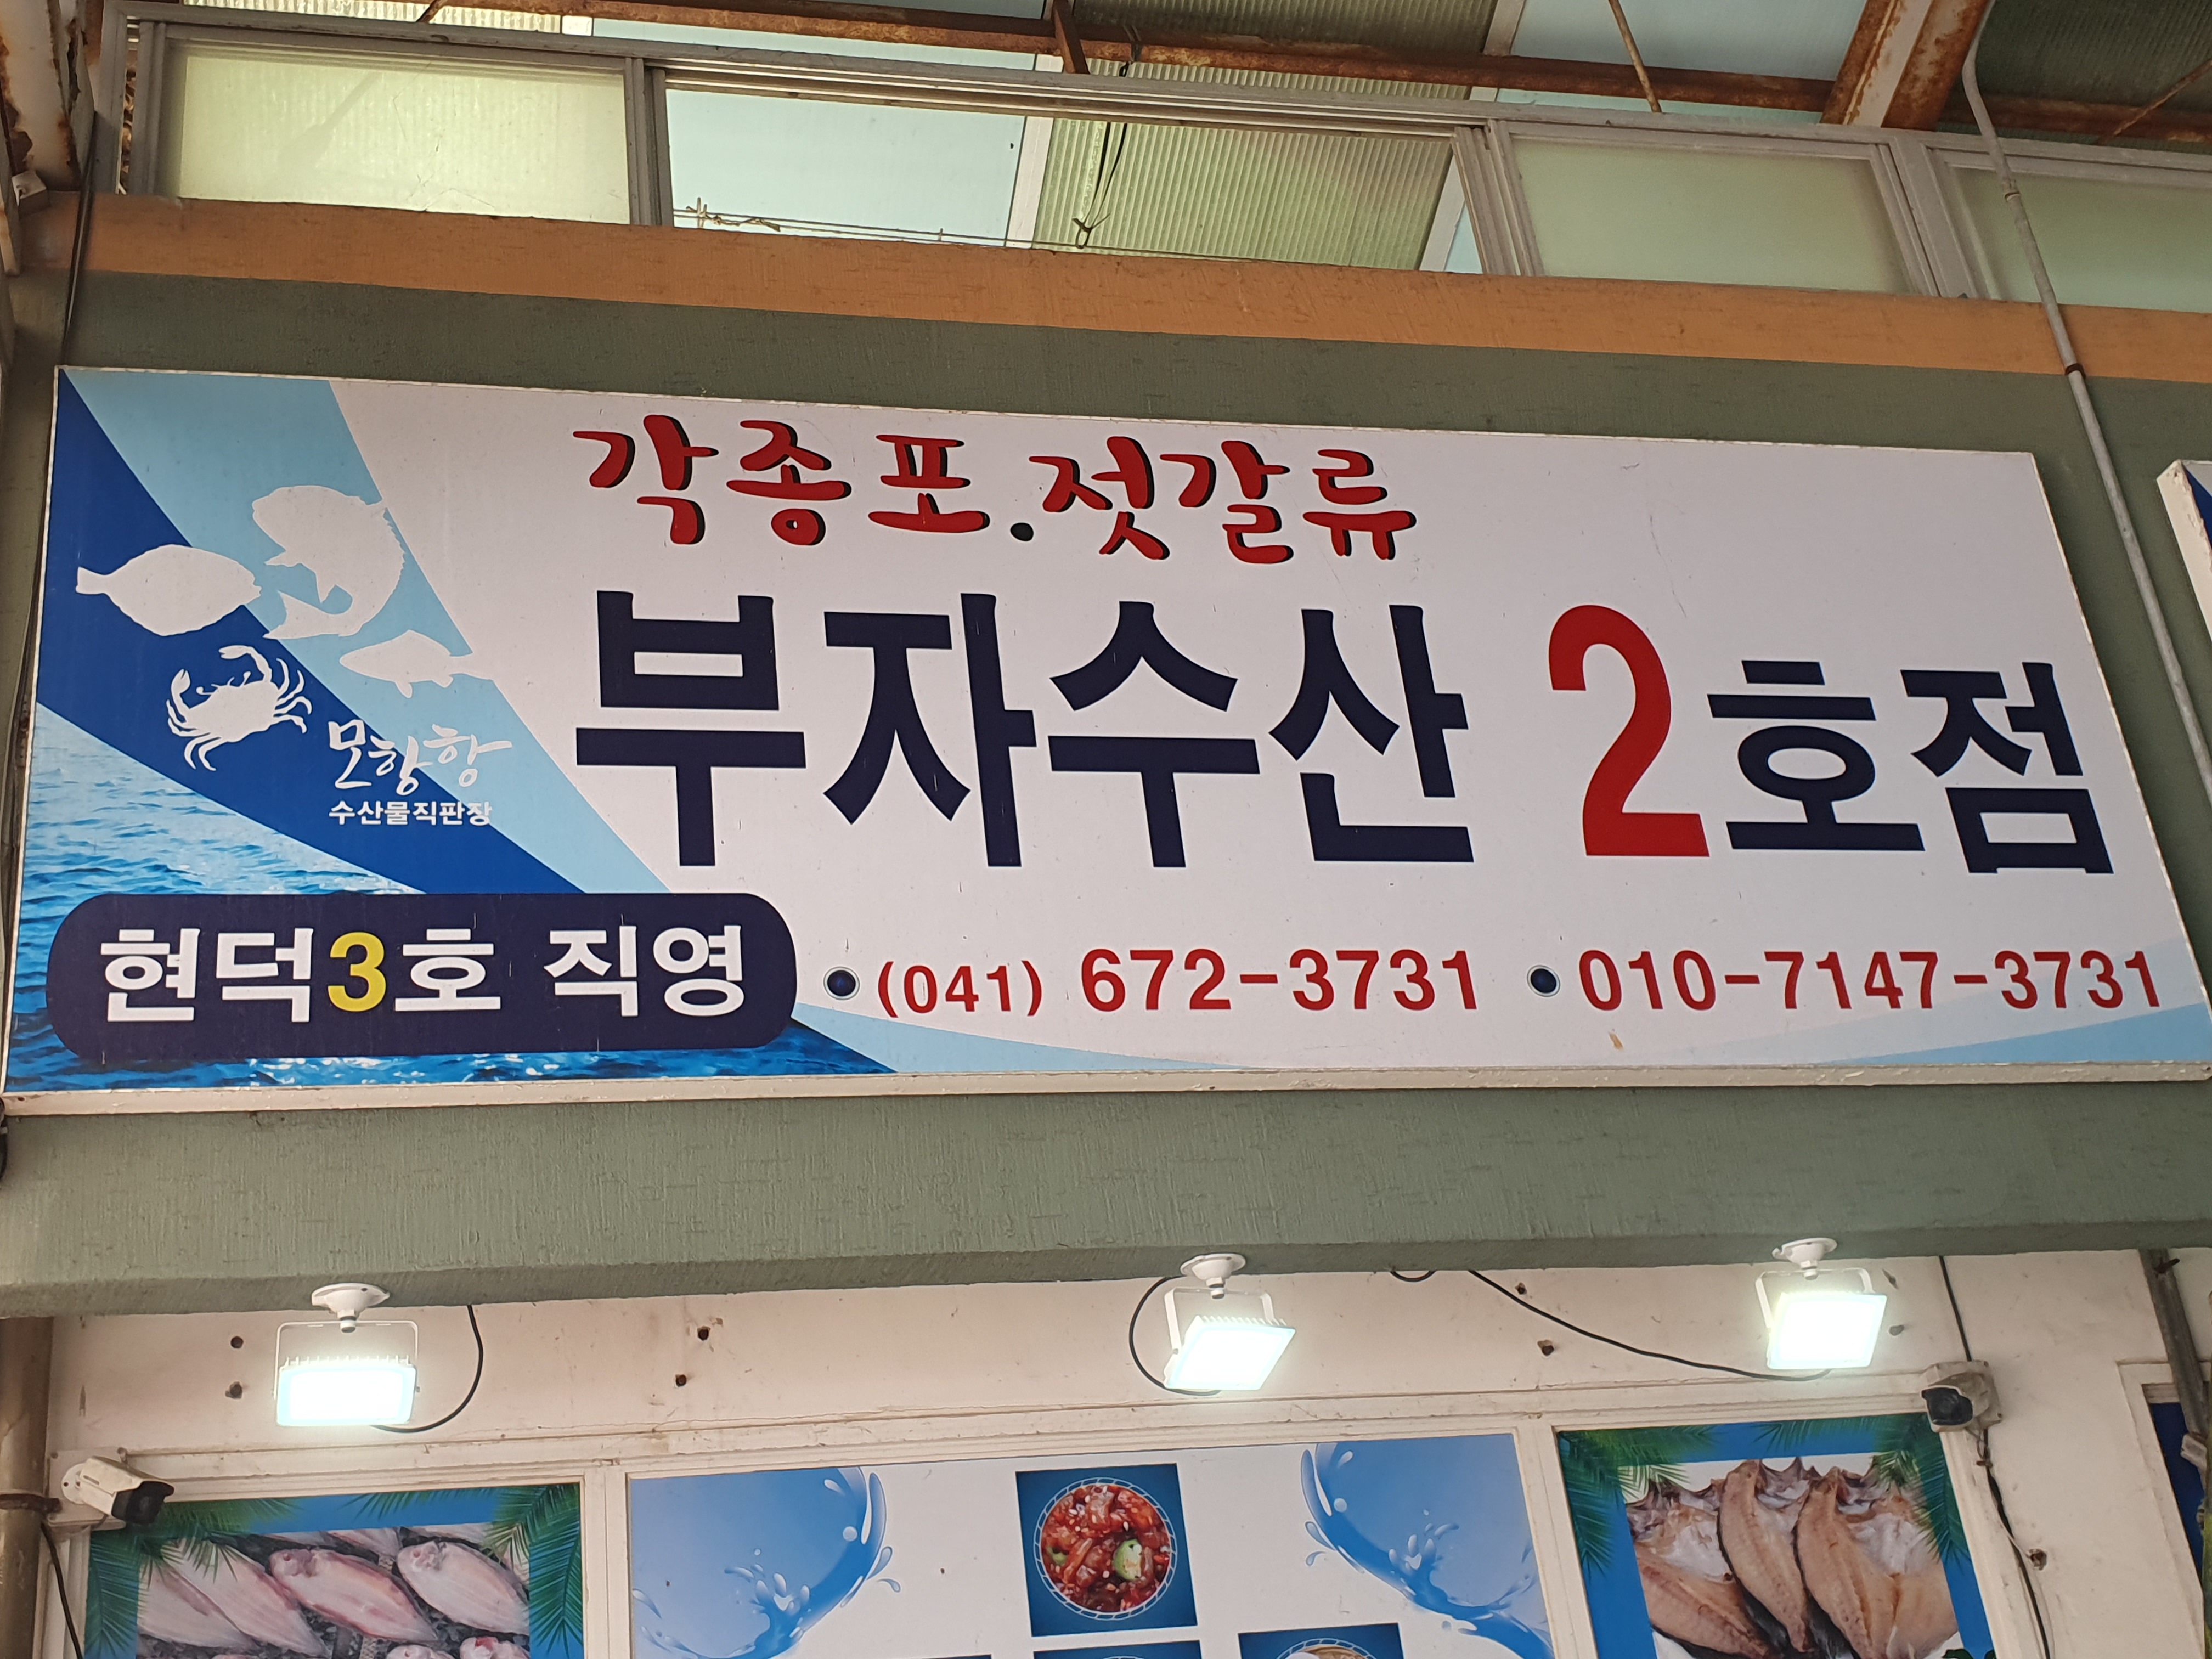 각종포.젓갈류
부자수산 2호점
모항항
수산물직판장
현덕3호 직영
(041) 672-3731
010-7147-3731